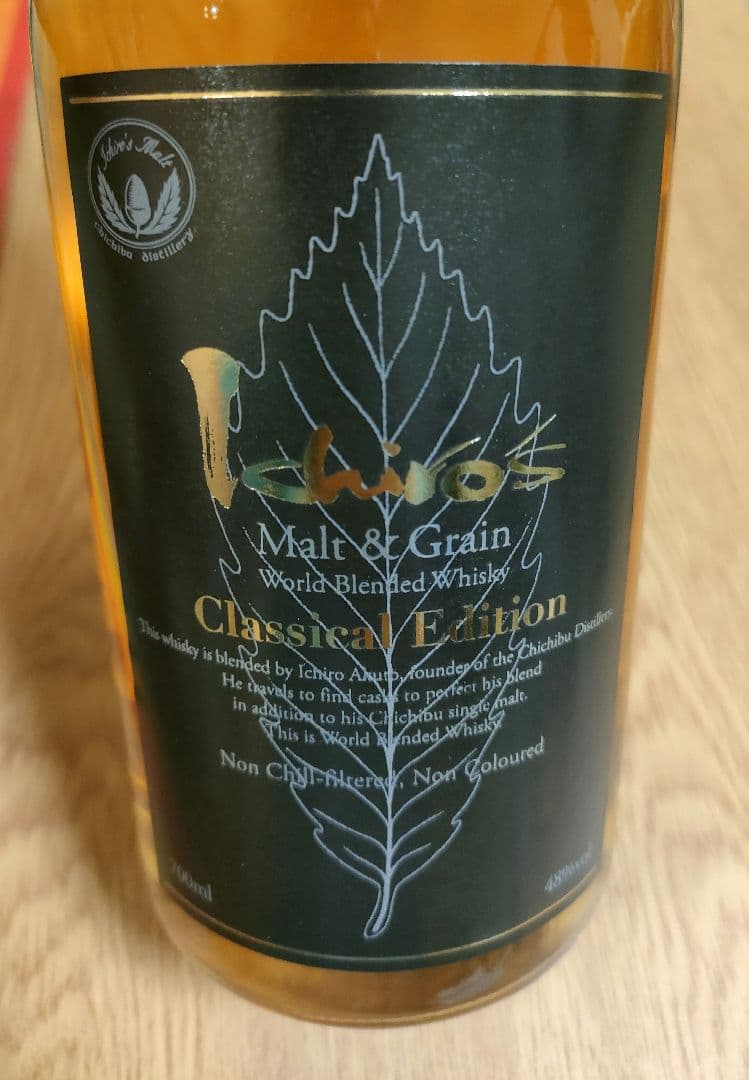 Ichiro's Malt
Chichibu distillery.
Ichiro's
Malt & Grain
World Blended Whisky
Classical Edition
This whisky is blended by Ichiro Akuto, founder of the Chichibu Distillery.
He travels to find casks to perfect his blend
in addition to his Chichibu single malt.
This is World Blended Whisky.
Non Chill-filtered, Non Coloured
700ml
48%vol